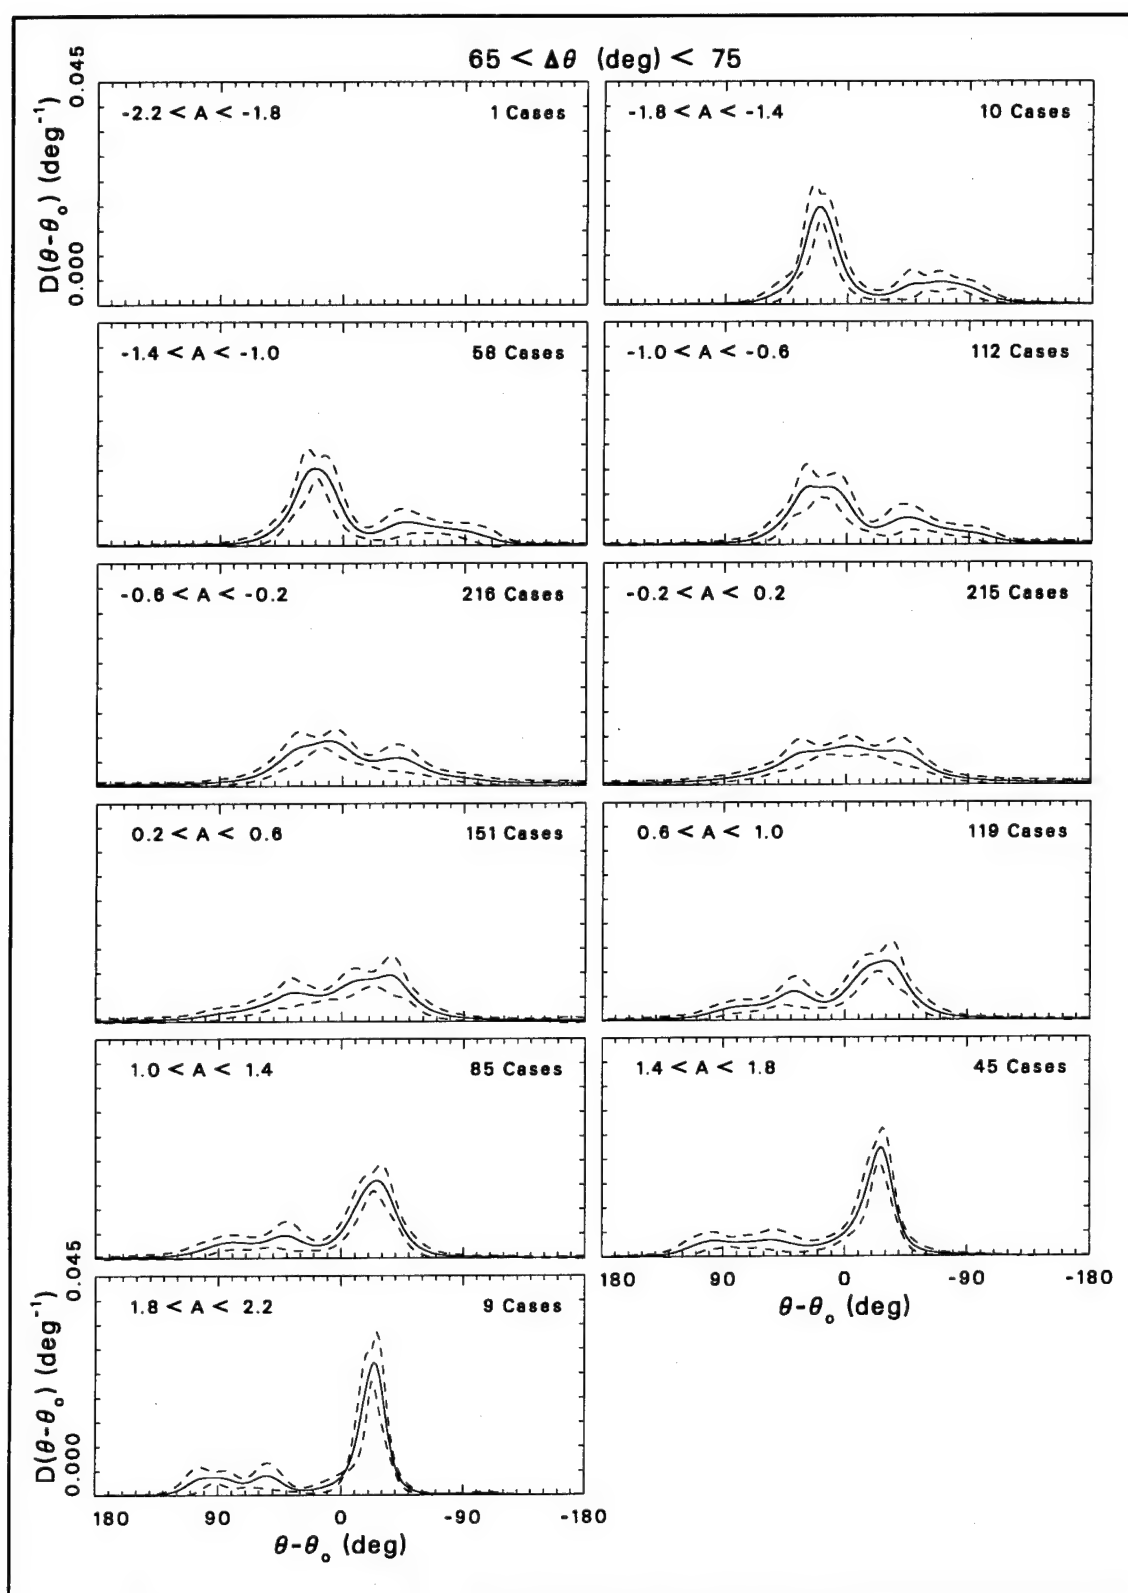 65 < Δθ (deg) < 75
0.045
D(θ-θo) (deg⁻¹)
0.000
-2.2 < A < -1.8 1 Cases
-1.8 < A < -1.4 10 Cases
-1.4 < A < -1.0 58 Cases
-1.0 < A < -0.6 112 Cases
-0.6 < A < -0.2 216 Cases
-0.2 < A < 0.2 215 Cases
0.2 < A < 0.6 151 Cases
0.6 < A < 1.0 119 Cases
1.0 < A < 1.4 85 Cases
1.4 < A < 1.8 45 Cases
180 90 0 -90 -180
θ-θo (deg)
0.045
D(θ-θo) (deg⁻¹)
0.000
1.8 < A < 2.2 9 Cases
180 90 0 -90 -180
θ-θo (deg)